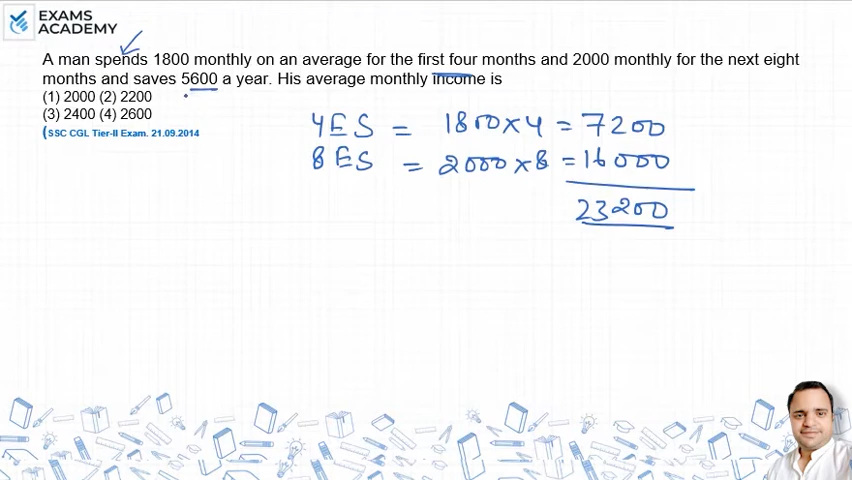 EXAMS
ACADEMY
A man spends 1800 monthly on an average for the first four months and 2000 monthly for the next eight
months and saves 5600 a year. His average monthly income is
(1) 2000 (2) 2200
(3) 2400 (4) 2600
(SSC CGL Tier-II Exam. 21.09.2014
4ES = 1800×4 = 7200
8ES = 2000×8 = 16000
23200